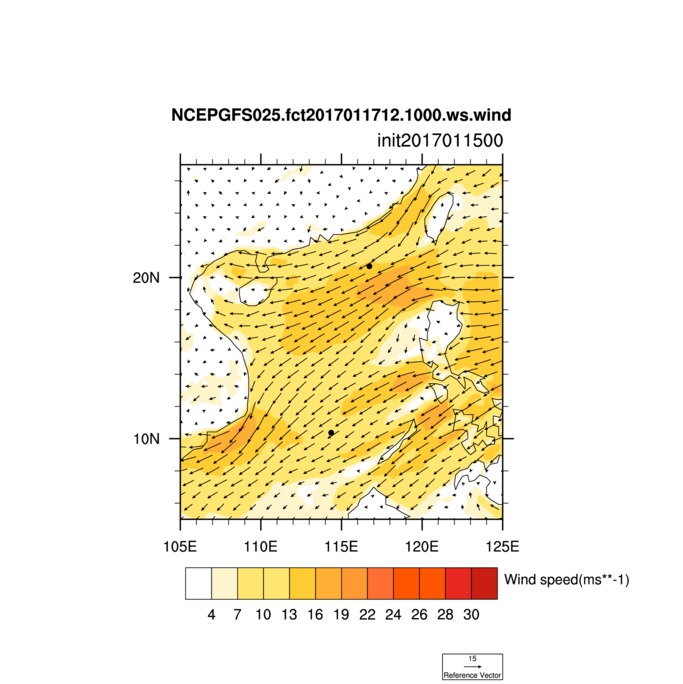 NCEPGFS025.fct2017011712.1000.ws.wind
init2017011500
20N
10N
105E 110E 115E 120E 125E
Wind speed(ms**-1)
4 7 10 13 16 19 22 24 26 28 30
15
Reference Vector